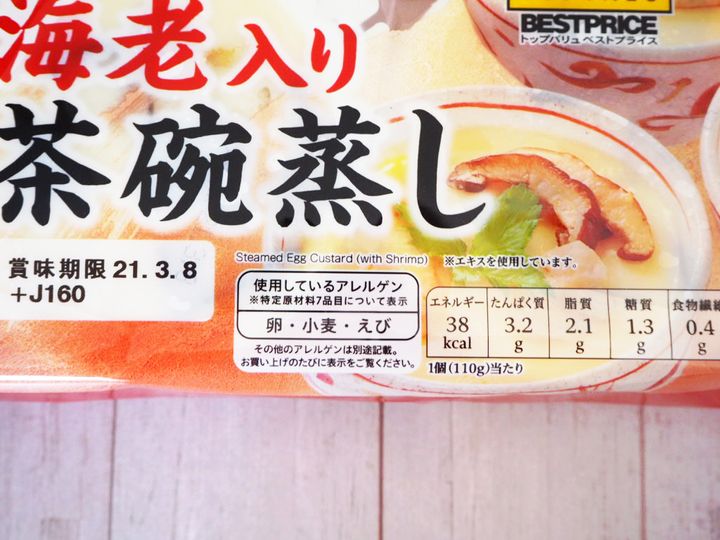 BESTPRICE
トップバリュ ベストプライス
海老入り
茶碗蒸し
Steamed Egg Custard (with Shrimp)
※エキスを使用しています。
賞味期限 21. 3. 8
+J160
使用しているアレルゲン
※特定原材料7品目について表示
卵・小麦・えび
その他のアレルゲンは別途記載。
お買い上げのたびに表示をご覧ください。
エネルギー たんぱく質 脂質 糖質 食物繊維
38 3.2 2.1 1.3 0.4
kcal g g g g
1個(110g)当たり